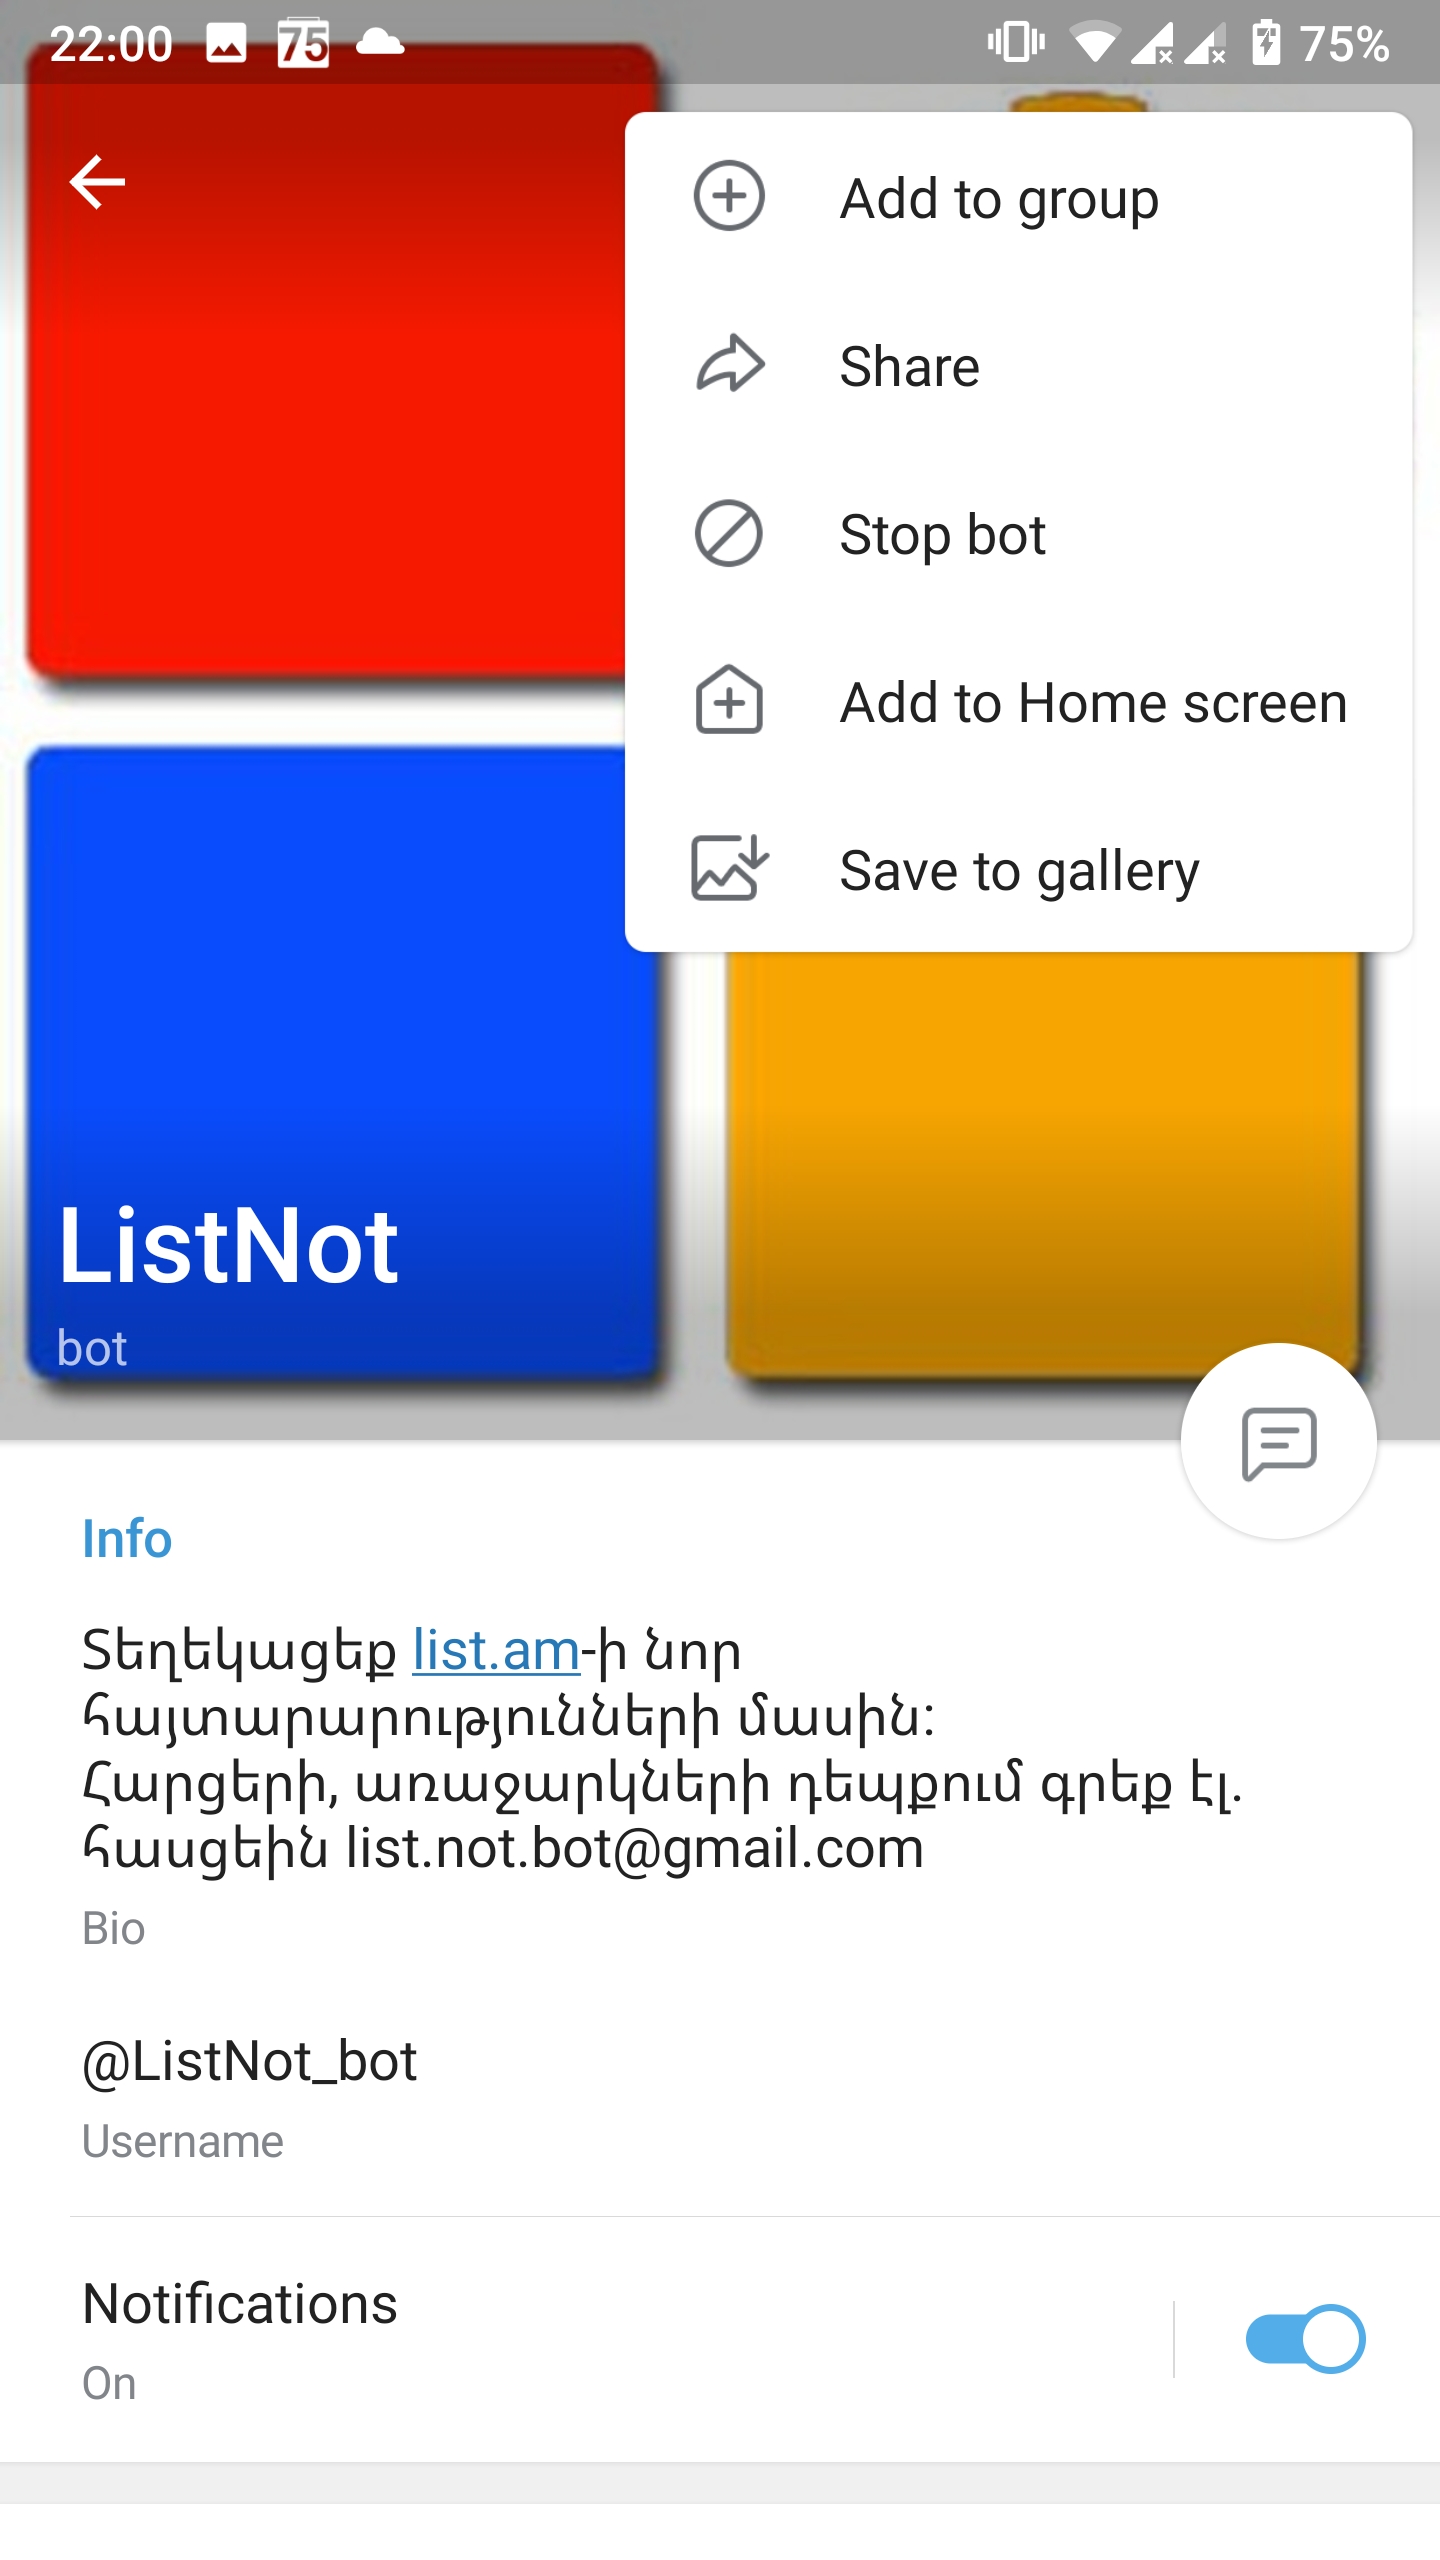 22:00 75 75%
Add to group
Share
Stop bot
Add to Home screen
Save to gallery
ListNot
bot
Info
Տեղեկացեք list.am-ի նոր
հայտարարությունների մասին:
Հարցերի, առաջարկների դեպքում գրեք էլ.
հասցեին list.not.bot@gmail.com
Bio
@ListNot_bot
Username
Notifications
On